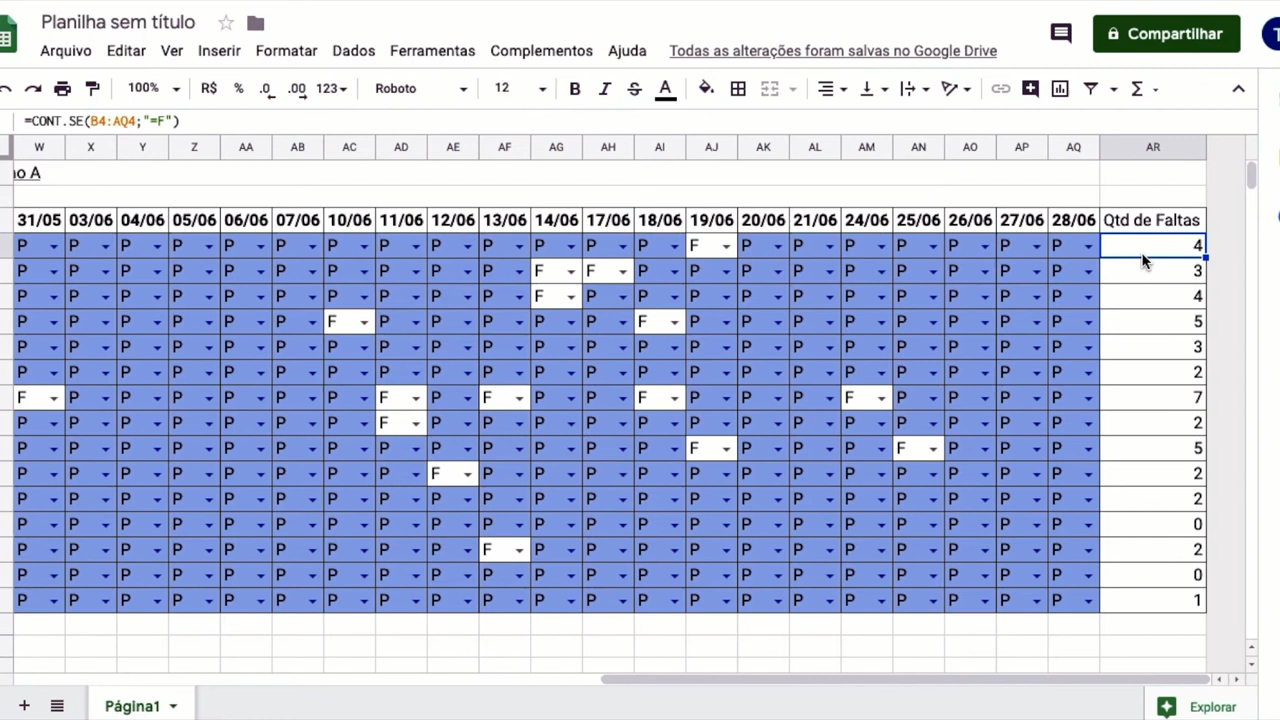 Planilha sem título
Arquivo Editar Ver Inserir Formatar Dados Ferramentas Complementos Ajuda Todas as alterações foram salvas no Google Drive
Compartilhar
T
100% R$ % .0 .00 123 Roboto 12 B I S A Σ
=CONT.SE(B4:AQ4;"=F")
W X Y Z AA AB AC AD AE AF AG AH AI AJ AK AL AM AN AO AP AQ AR
o A
31/05 03/06 04/06 05/06 06/06 07/06 10/06 11/06 12/06 13/06 14/06 17/06 18/06 19/06 20/06 21/06 24/06 25/06 26/06 27/06 28/06 Qtd de Faltas
P P P P P P P P P P P P P F P P P P P P P 4
P P P P P P P P P P F F P P P P P P P P P 3
P P P P P P P P P P F P P P P P P P P P P 4
P P P P P P F P P P P P F P P P P P P P P 5
P P P P P P P P P P P P P P P P P P P P P 3
P P P P P P P P P P P P P P P P P P P P P 2
F P P P P P P F P F P P F P P P F P P P P 7
P P P P P P P F P P P P P P P P P P P P P 2
P P P P P P P P P P P P P F P P P F P P P 5
P P P P P P P P F P P P P P P P P P P P P 2
P P P P P P P P P P P P P P P P P P P P P 2
P P P P P P P P P P P P P P P P P P P P P 0
P P P P P P P P P F P P P P P P P P P P P 2
P P P P P P P P P P P P P P P P P P P P P 0
P P P P P P P P P P P P P P P P P P P P P 1
Página1
Explorar